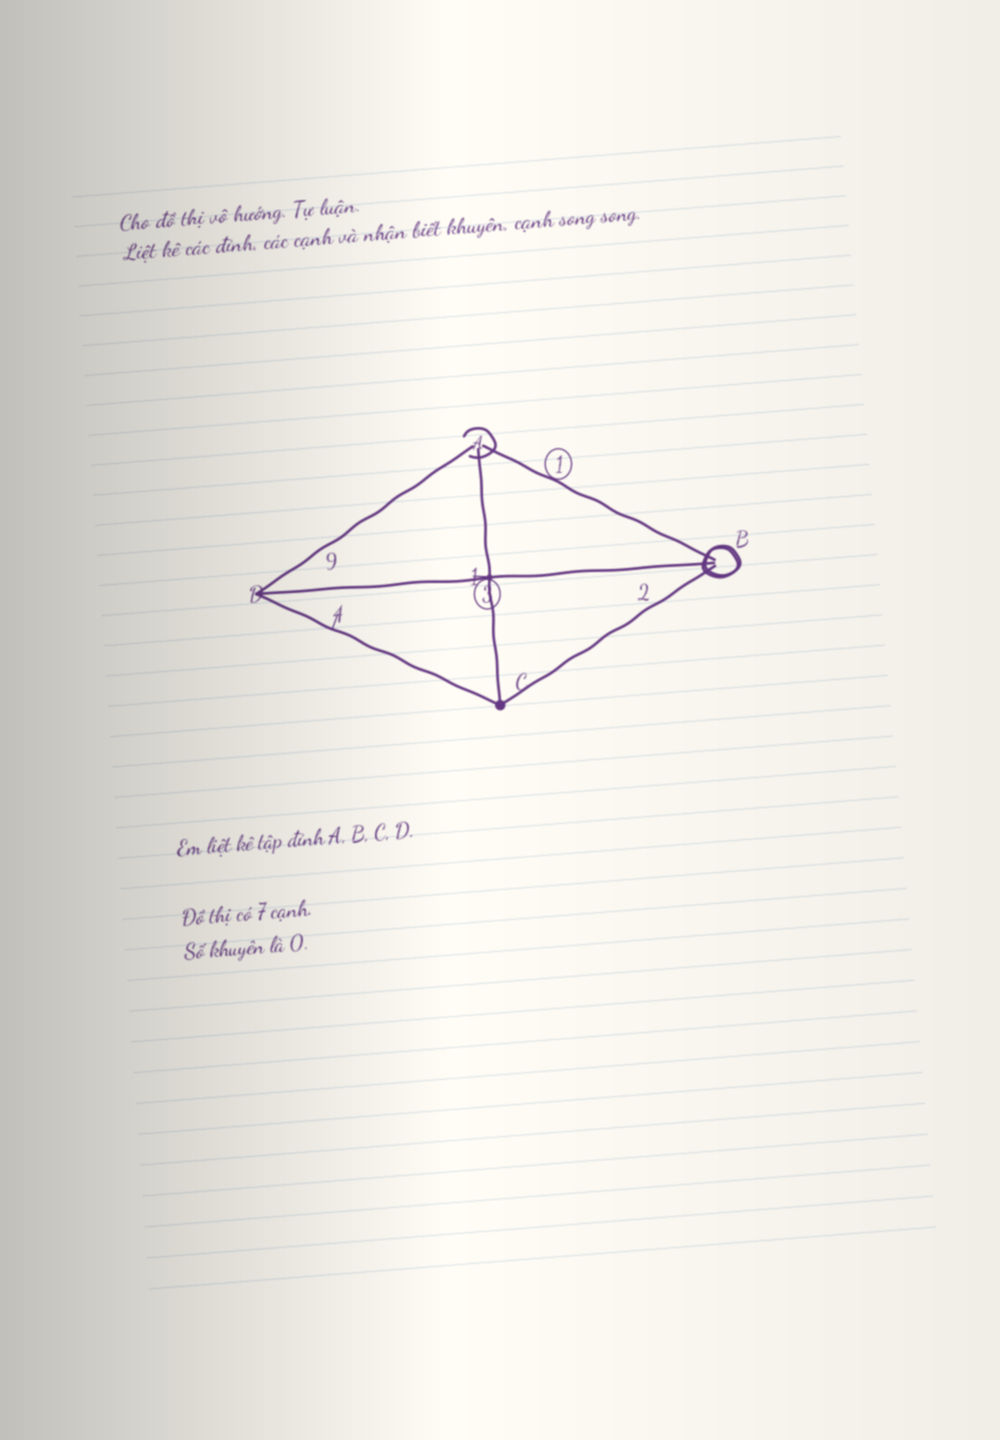 Cho đồ thị vô hướng. Tự luận.
Liệt kê các đỉnh, các cạnh và nhận biết khuyên, cạnh song song.
A
1
B
9
D
1
3
2
A
C
Em liệt kê tập đỉnh A, B, C, D.
Đồ thị có 7 cạnh.
Số khuyên là 0.